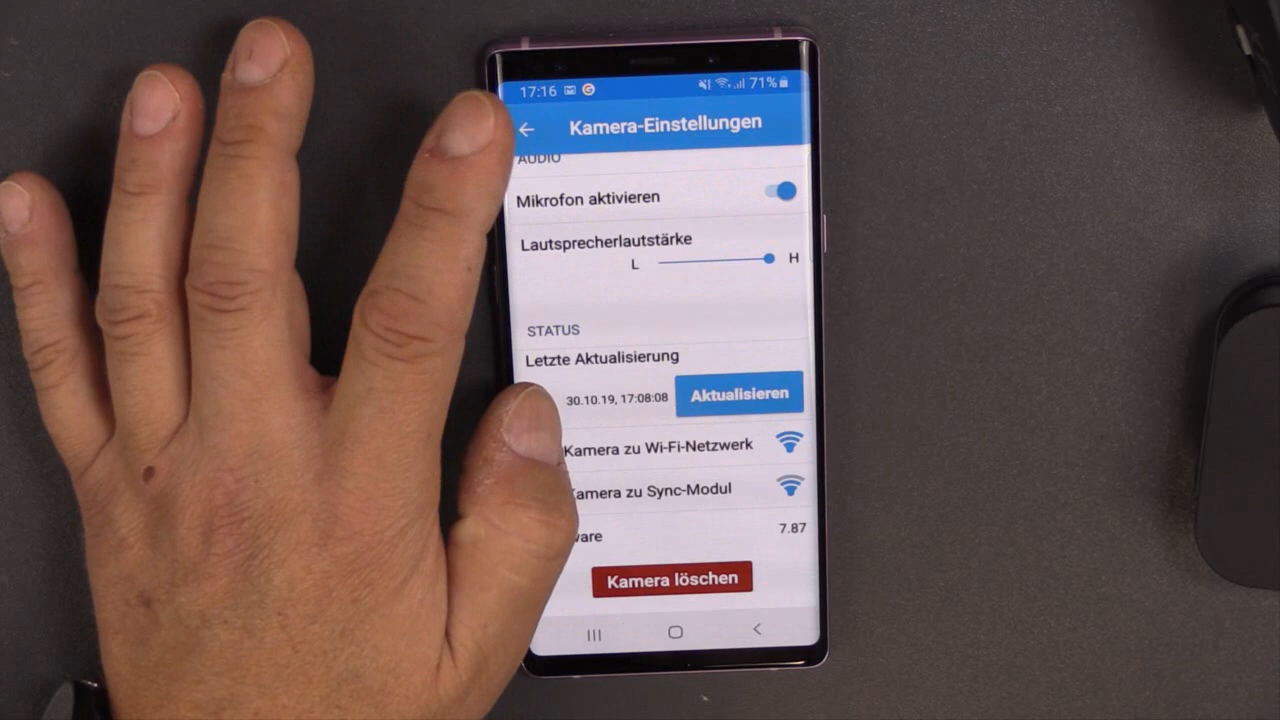 17:16 71%
Kamera-Einstellungen
AUDIO
Mikrofon aktivieren
Lautsprecherlautstärke
L H
STATUS
Letzte Aktualisierung
30.10.19, 17:08:08 Aktualisieren
Kamera zu Wi-Fi-Netzwerk
Kamera zu Sync-Modul
ware 7.87
Kamera löschen